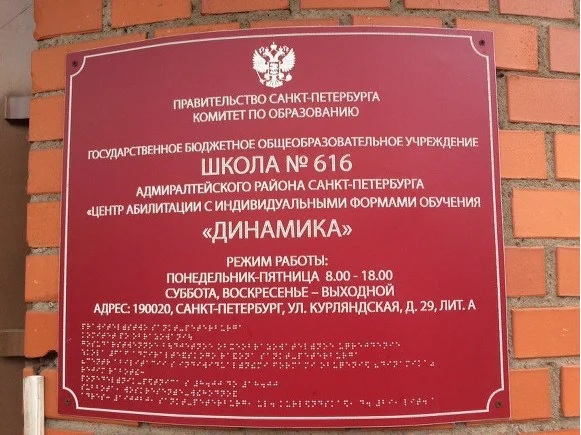 ПРАВИТЕЛЬСТВО САНКТ-ПЕТЕРБУРГА
КОМИТЕТ ПО ОБРАЗОВАНИЮ
ГОСУДАРСТВЕННОЕ БЮДЖЕТНОЕ ОБЩЕОБРАЗОВАТЕЛЬНОЕ УЧРЕЖДЕНИЕ
ШКОЛА № 616
АДМИРАЛТЕЙСКОГО РАЙОНА САНКТ-ПЕТЕРБУРГА
«ЦЕНТР АБИЛИТАЦИИ С ИНДИВИДУАЛЬНЫМИ ФОРМАМИ ОБУЧЕНИЯ
«ДИНАМИКА»
РЕЖИМ РАБОТЫ:
ПОНЕДЕЛЬНИК-ПЯТНИЦА 8.00 - 18.00
СУББОТА, ВОСКРЕСЕНЬЕ – ВЫХОДНОЙ
АДРЕС: 190020, САНКТ-ПЕТЕРБУРГ, УЛ. КУРЛЯНДСКАЯ, Д. 29, ЛИТ. А